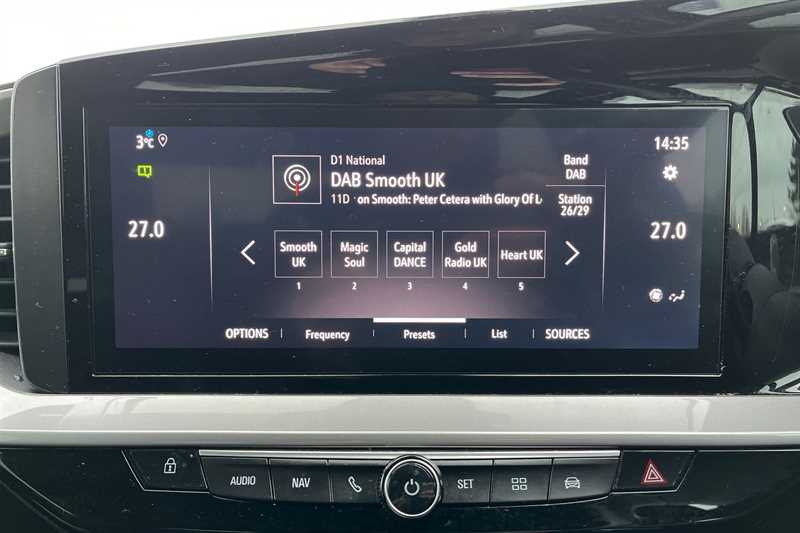 3°C
14:35
D1 National
DAB Smooth UK
11D on Smooth: Peter Cetera with Glory Of L
Band
DAB
Station
26/29
27.0
27.0
Smooth
UK
Magic
Soul
Capital
DANCE
Gold
Radio UK
Heart UK
1
2
3
4
5
OPTIONS
Frequency
Presets
List
SOURCES
AUDIO
NAV
SET